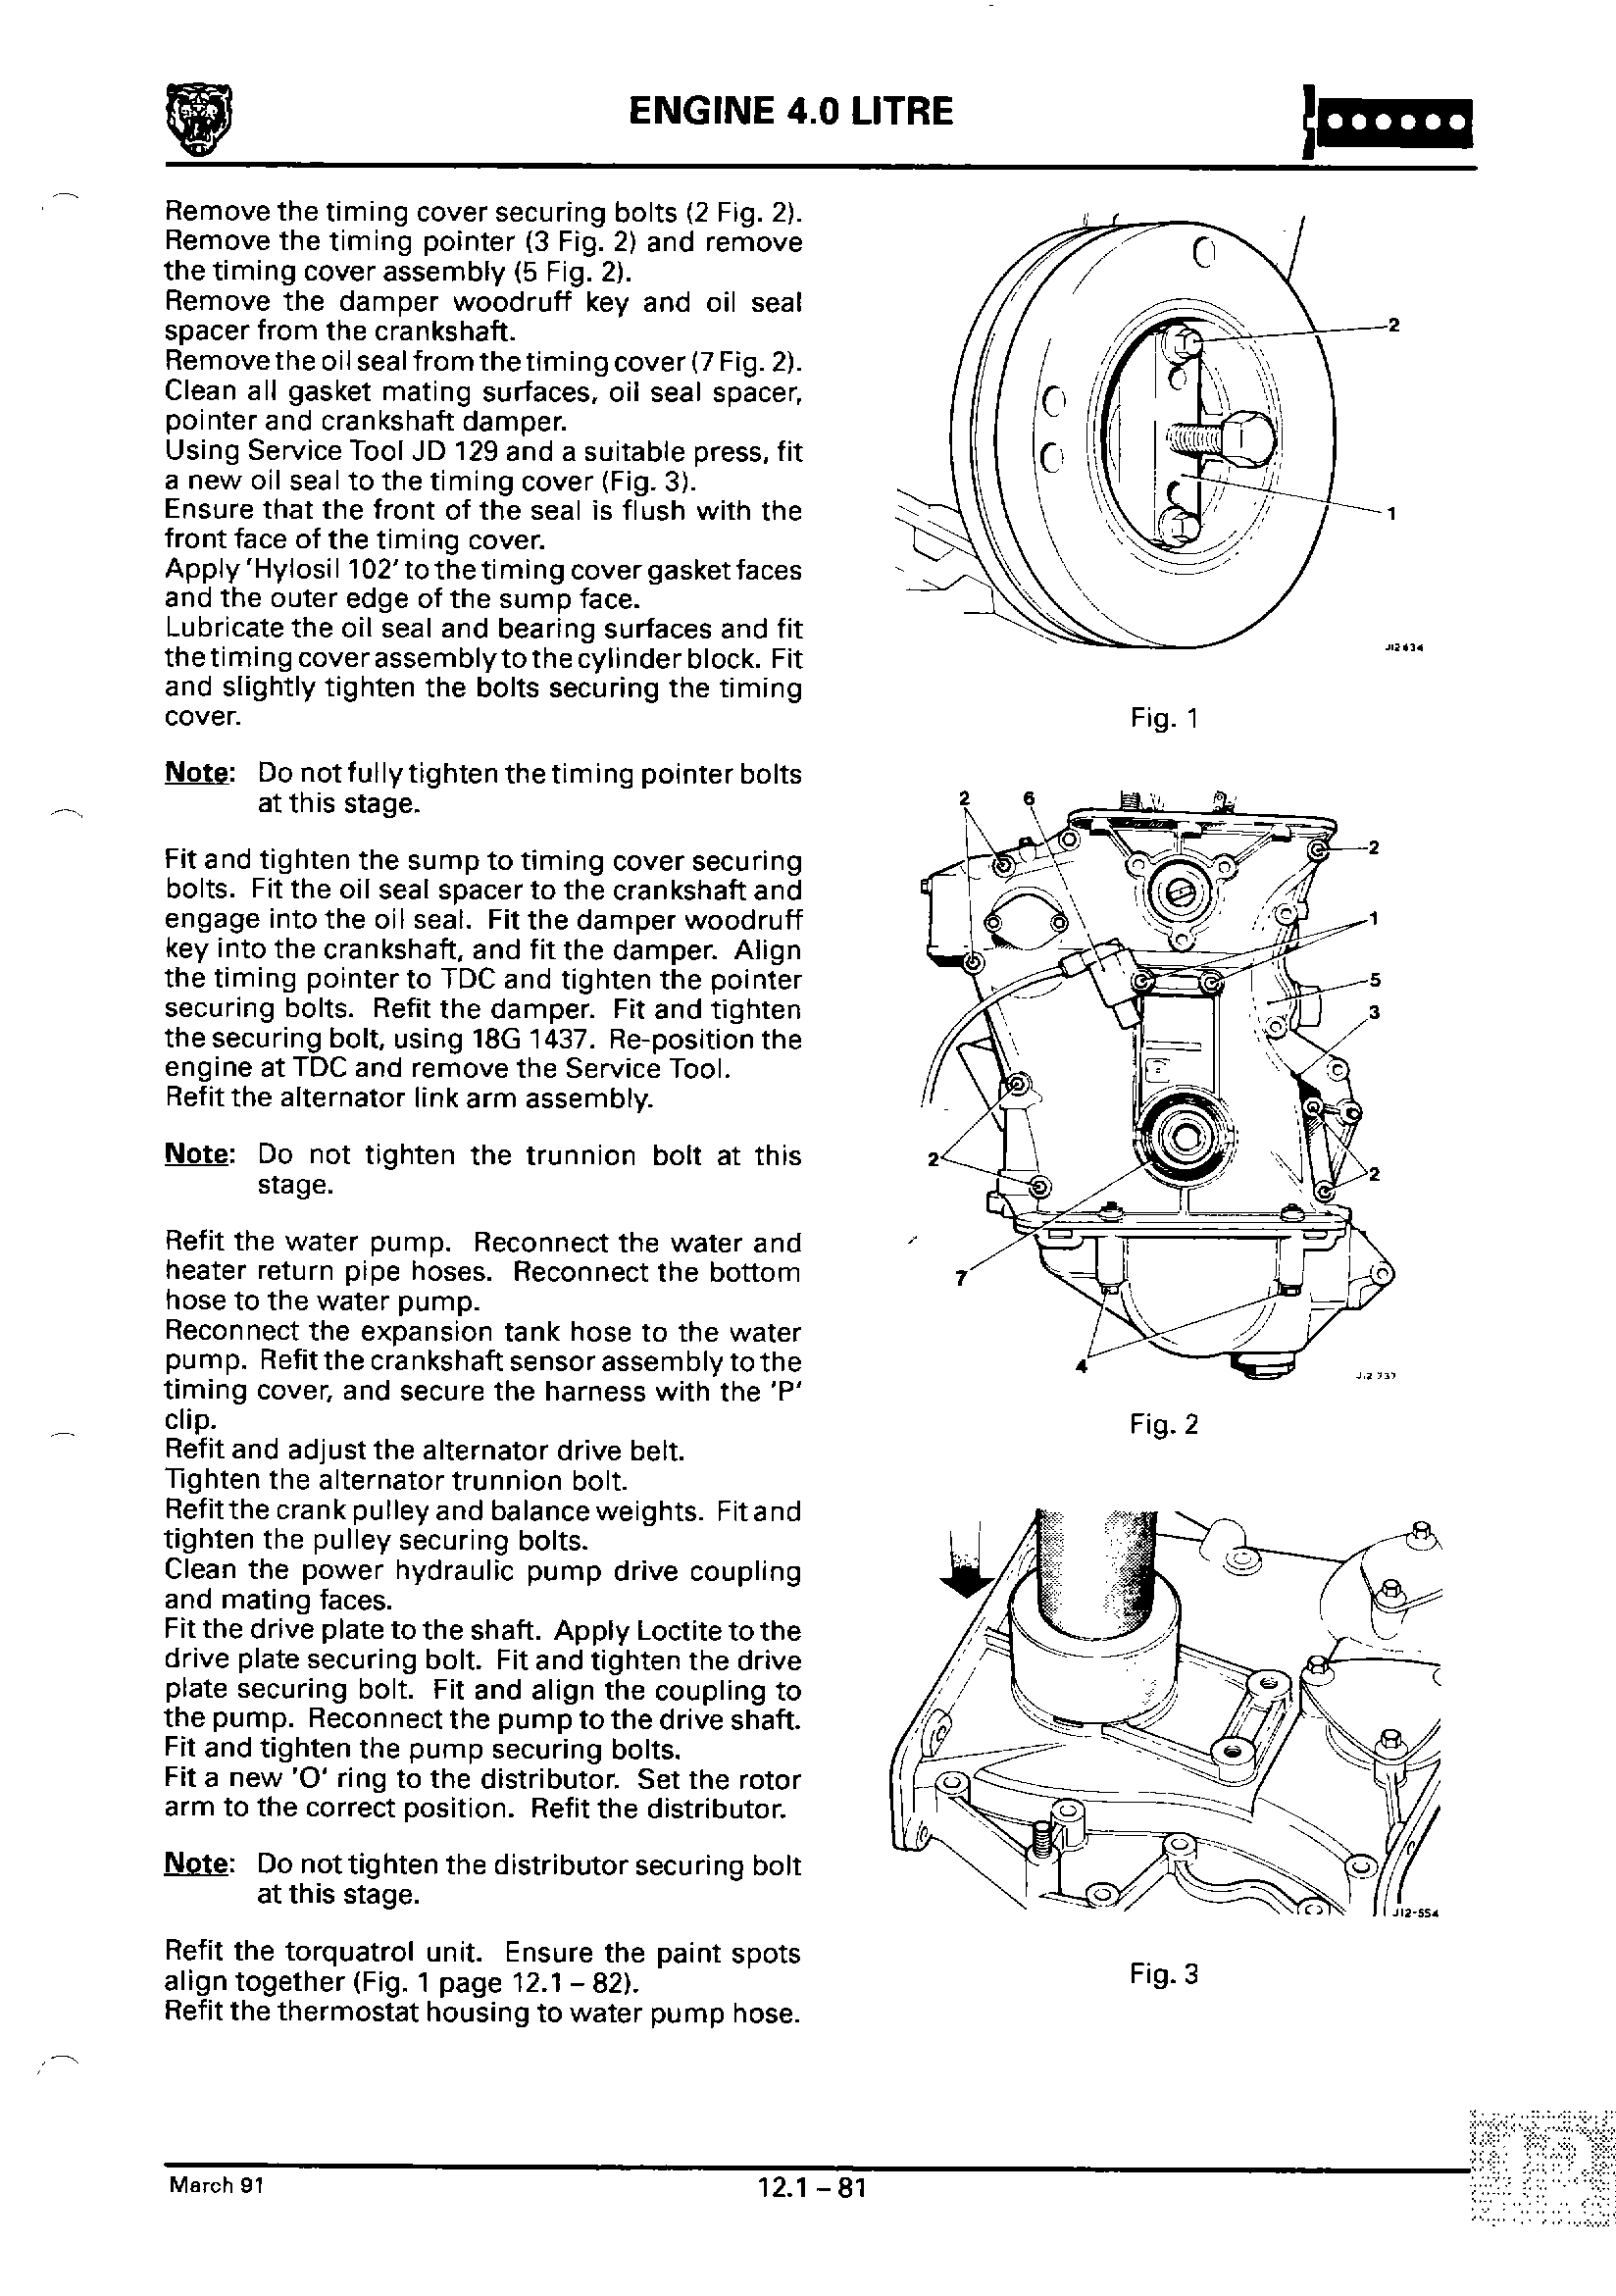 ENGINE 4.0 LITRE
Remove the timing cover securing bolts (2 Fig. 2).
Remove the timing pointer (3 Fig. 2) and remove
the timing cover assembly (5 Fig. 2).
Remove the damper woodruff key and oil seal
spacer from the crankshaft.
Remove the oil seal from the timing cover (7 Fig. 2).
Clean all gasket mating surfaces, oil seal spacer,
pointer and crankshaft damper.
Using Service Tool JD 129 and a suitable press, fit
a new oil seal to the timing cover (Fig. 3).
Ensure that the front of the seal is flush with the
front face of the timing cover.
Apply 'Hylosil 102' to the timing cover gasket faces
and the outer edge of the sump face.
Lubricate the oil seal and bearing surfaces and fit
the timing cover assembly to the cylinder block. Fit
and slightly tighten the bolts securing the timing
cover.
Note: Do not fully tighten the timing pointer bolts
at this stage.
Fit and tighten the sump to timing cover securing
bolts. Fit the oil seal spacer to the crankshaft and
engage into the oil seal. Fit the damper woodruff
key into the crankshaft, and fit the damper. Align
the timing pointer to TDC and tighten the pointer
securing bolts. Refit the damper. Fit and tighten
the securing bolt, using 18G 1437. Re-position the
engine at TDC and remove the Service Tool.
Refit the alternator link arm assembly.
Note: Do not tighten the trunnion bolt at this
stage.
Refit the water pump. Reconnect the water and
heater return pipe hoses. Reconnect the bottom
hose to the water pump.
Reconnect the expansion tank hose to the water
pump. Refit the crankshaft sensor assembly to the
timing cover, and secure the harness with the 'P'
clip.
Refit and adjust the alternator drive belt.
Tighten the alternator trunnion bolt.
Refit the crank pulley and balance weights. Fit and
tighten the pulley securing bolts.
Clean the power hydraulic pump drive coupling
and mating faces.
Fit the drive plate to the shaft. Apply Loctite to the
drive plate securing bolt. Fit and tighten the drive
plate securing bolt. Fit and align the coupling to
the pump. Reconnect the pump to the drive shaft.
Fit and tighten the pump securing bolts.
Fit a new 'O' ring to the distributor. Set the rotor
arm to the correct position. Refit the distributor.
Note: Do not tighten the distributor securing bolt
at this stage.
Refit the torquatrol unit. Ensure the paint spots
align together (Fig. 1 page 12.1 – 82).
Refit the thermostat housing to water pump hose.
2
1
J12 434
Fig. 1
2 6
2
1
5
3
2
2
7
4
J12 737
Fig. 2
J12-554
Fig. 3
March 91
12.1 – 81